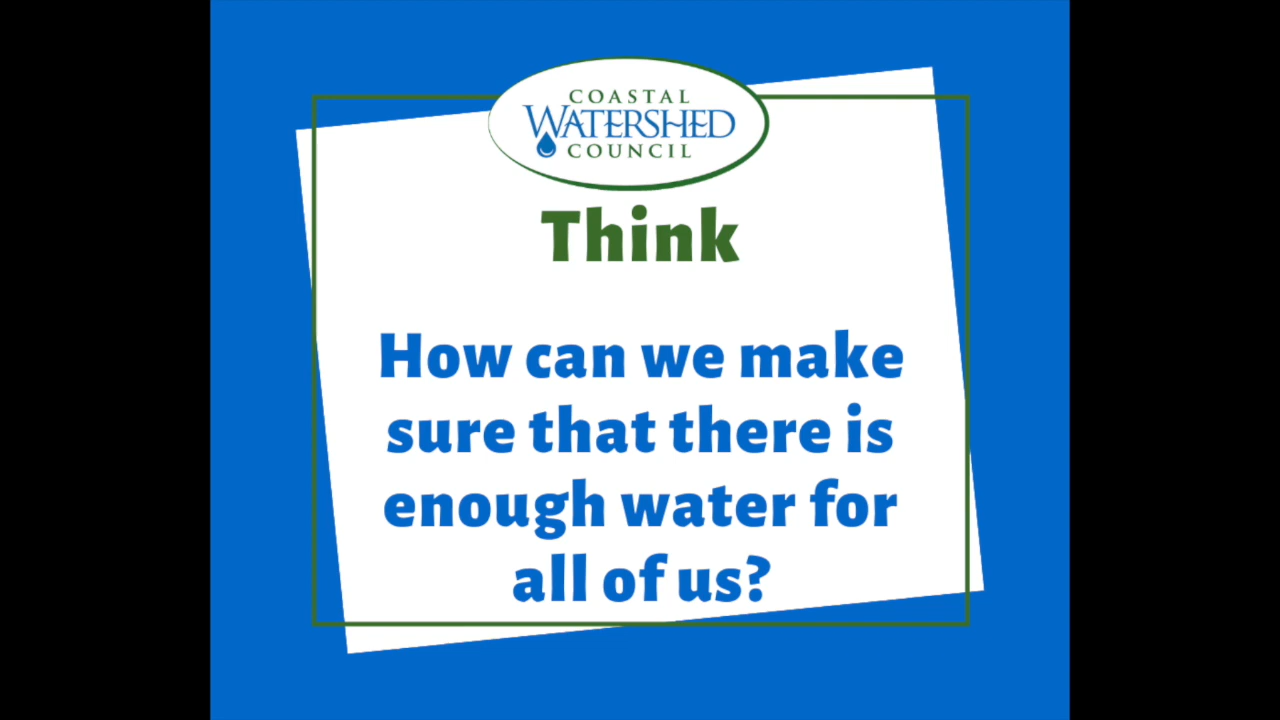 COASTAL
WATERSHED
COUNCIL
Think
How can we make
sure that there is
enough water for
all of us?